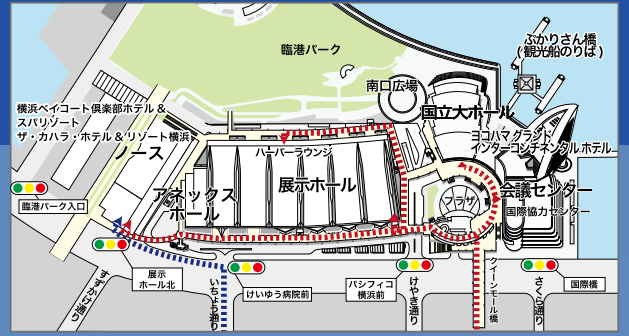 臨港パーク
ぷかりさん橋
(観光船のりば)
南口広場
国立大ホール
横浜ベイコート倶楽部ホテル &
スパリゾート
ザ・カハラ・ホテル & リゾート横浜
ノース
ハーバーラウンジ
ヨコハマ グランド
インターコンチネンタル ホテル
アネックス
ホール
展示ホール
プラザ
会議センター
国際協力センター
臨港パーク入口
展示
ホール北
けいゆう病院前
パシフィコ
横浜前
国際橋
すずかけ通り
いちょう通り
けやき通り
クイーンモール橋
さくら通り